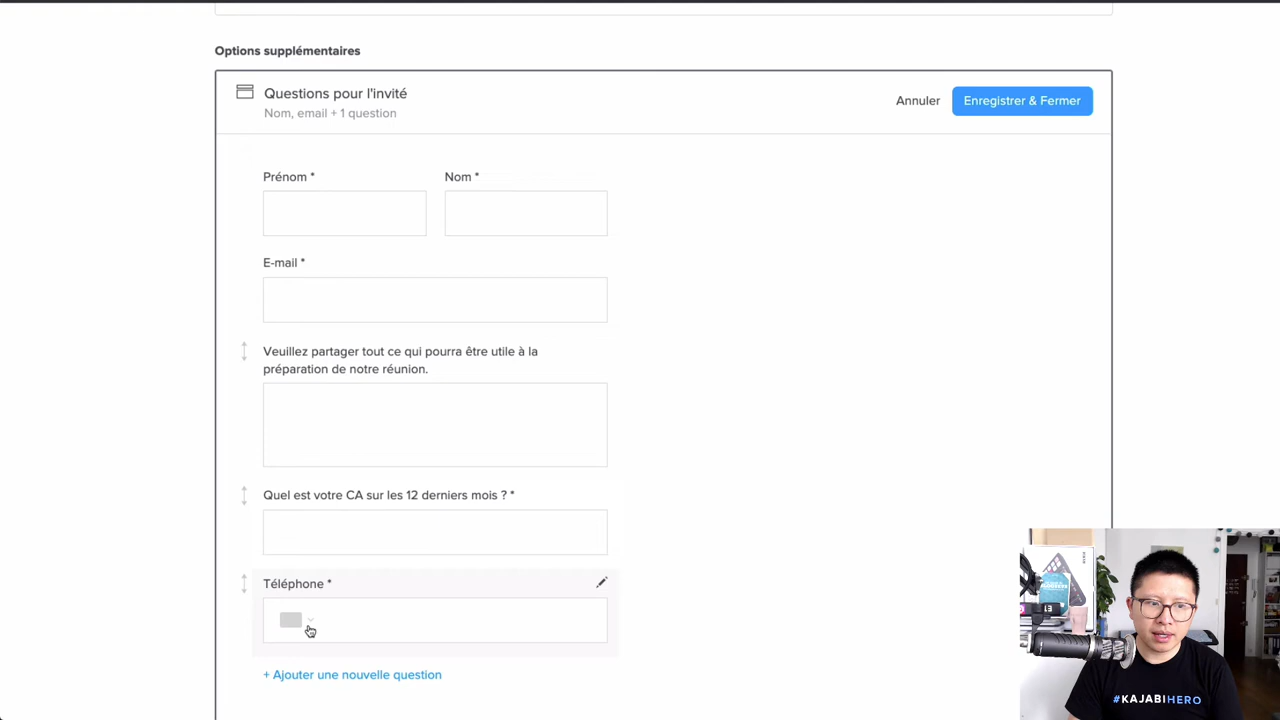 Options supplémentaires
Questions pour l'invité
Nom, email + 1 question
Annuler
Enregistrer & Fermer
Prénom *
Nom *
E-mail *
Veuillez partager tout ce qui pourra être utile à la
préparation de notre réunion.
Quel est votre CA sur les 12 derniers mois ? *
Téléphone *
+ Ajouter une nouvelle question
#KAJABIHERO